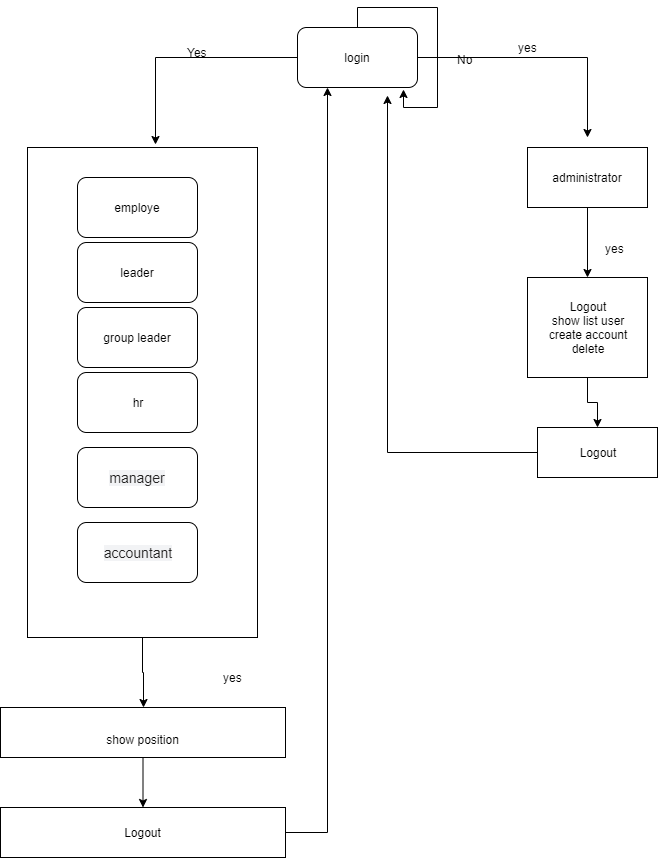 login
Yes
No
yes
employe
leader
group leader
hr
manager
accountant
administrator
yes
Logout
show list user
create account
delete
Logout
yes
show position
Logout